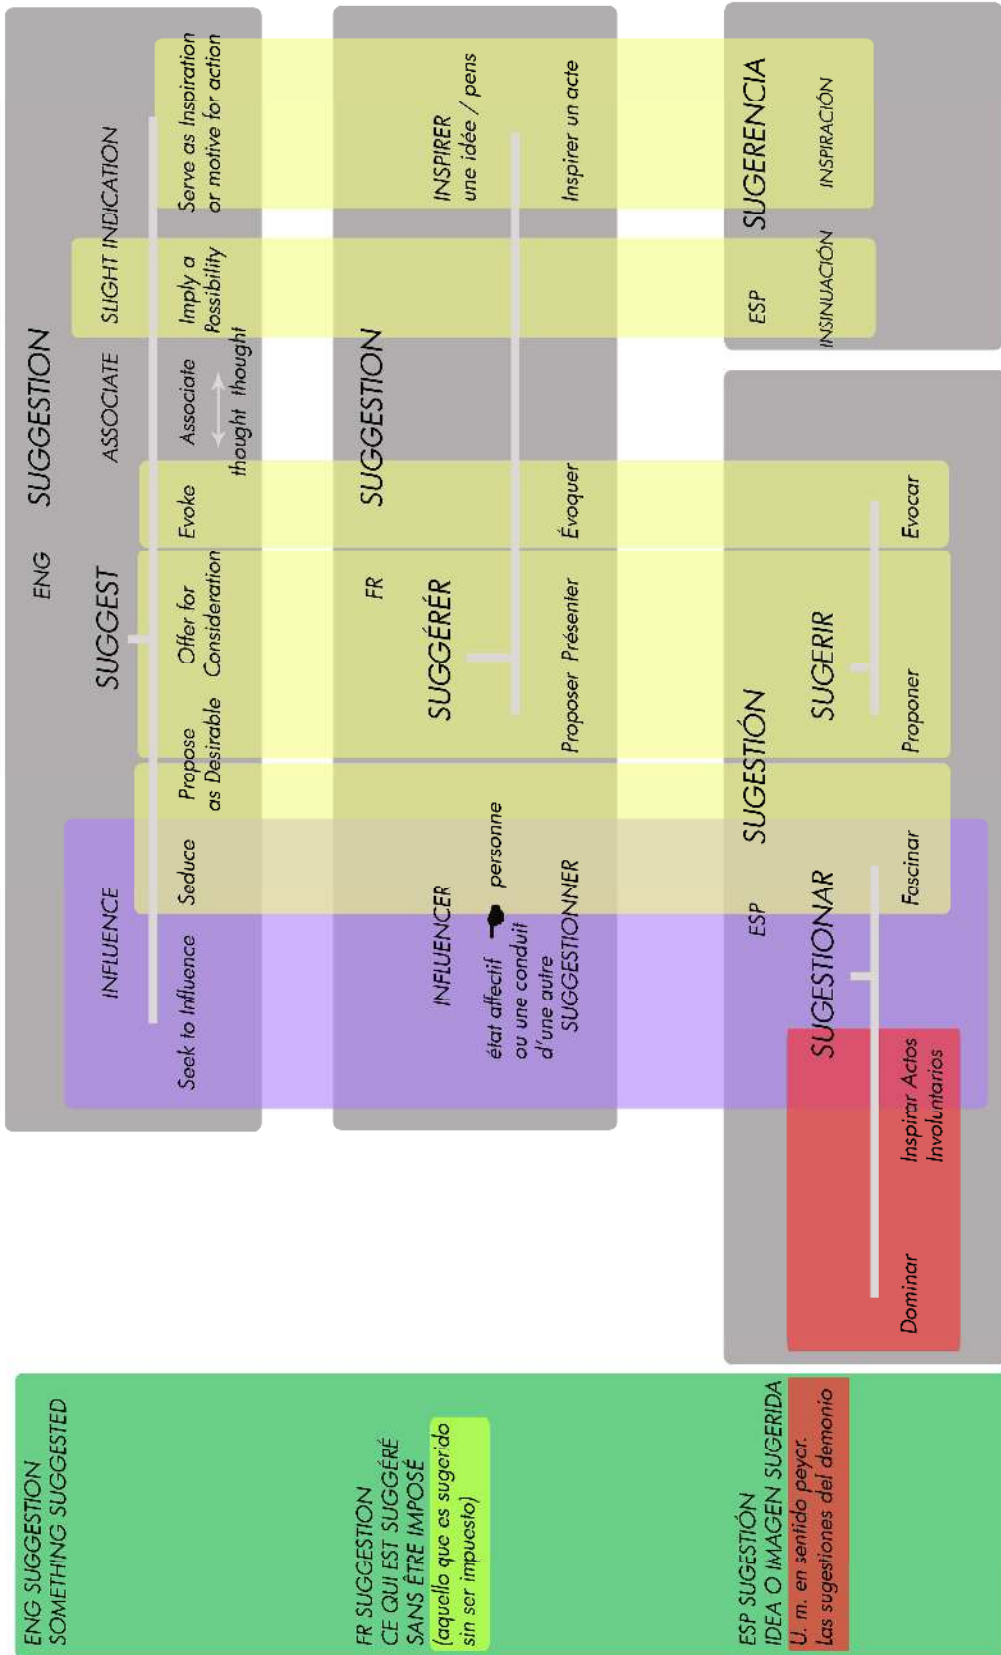 ENG SUGGESTION
SOMETHING SUGGESTED
FR SUGGESTION
CE QUI EST SUGGÉRÉ
SANS ÊTRE IMPOSÉ
(aquello que es sugerido
sin ser impuesto)
ESP SUGESTIÓN
IDEA O IMAGEN SUGERIDA
U. m. en sentido peyor.
Las sugestiones del demonio
ENG SUGGESTION
SUGGEST
INFLUENCE
ASSOCIATE
SLIGHT INDICATION
Seek to Influence
Seduce
Propose
as Desirable
Offer for
Consideration
Evoke
Associate
thought thought
Imply a
Possibility
Serve as Inspiration
or motive for action
FR SUGGESTION
SUGGÉRÉR
INFLUENCER
état affectif personne
ou une conduit
d'une autre
SUGGESTIONNER
INSPIRER
une idée / pens
Proposer Présenter
Évoquer
Inspirer un acte
ESP SUGESTIÓN
SUGESTIONAR
SUGERIR
Dominar
Inspirar Actos
Involuntarios
Fascinar
Proponer
Evocar
ESP SUGERENCIA
INSINUACIÓN
INSPIRACIÓN